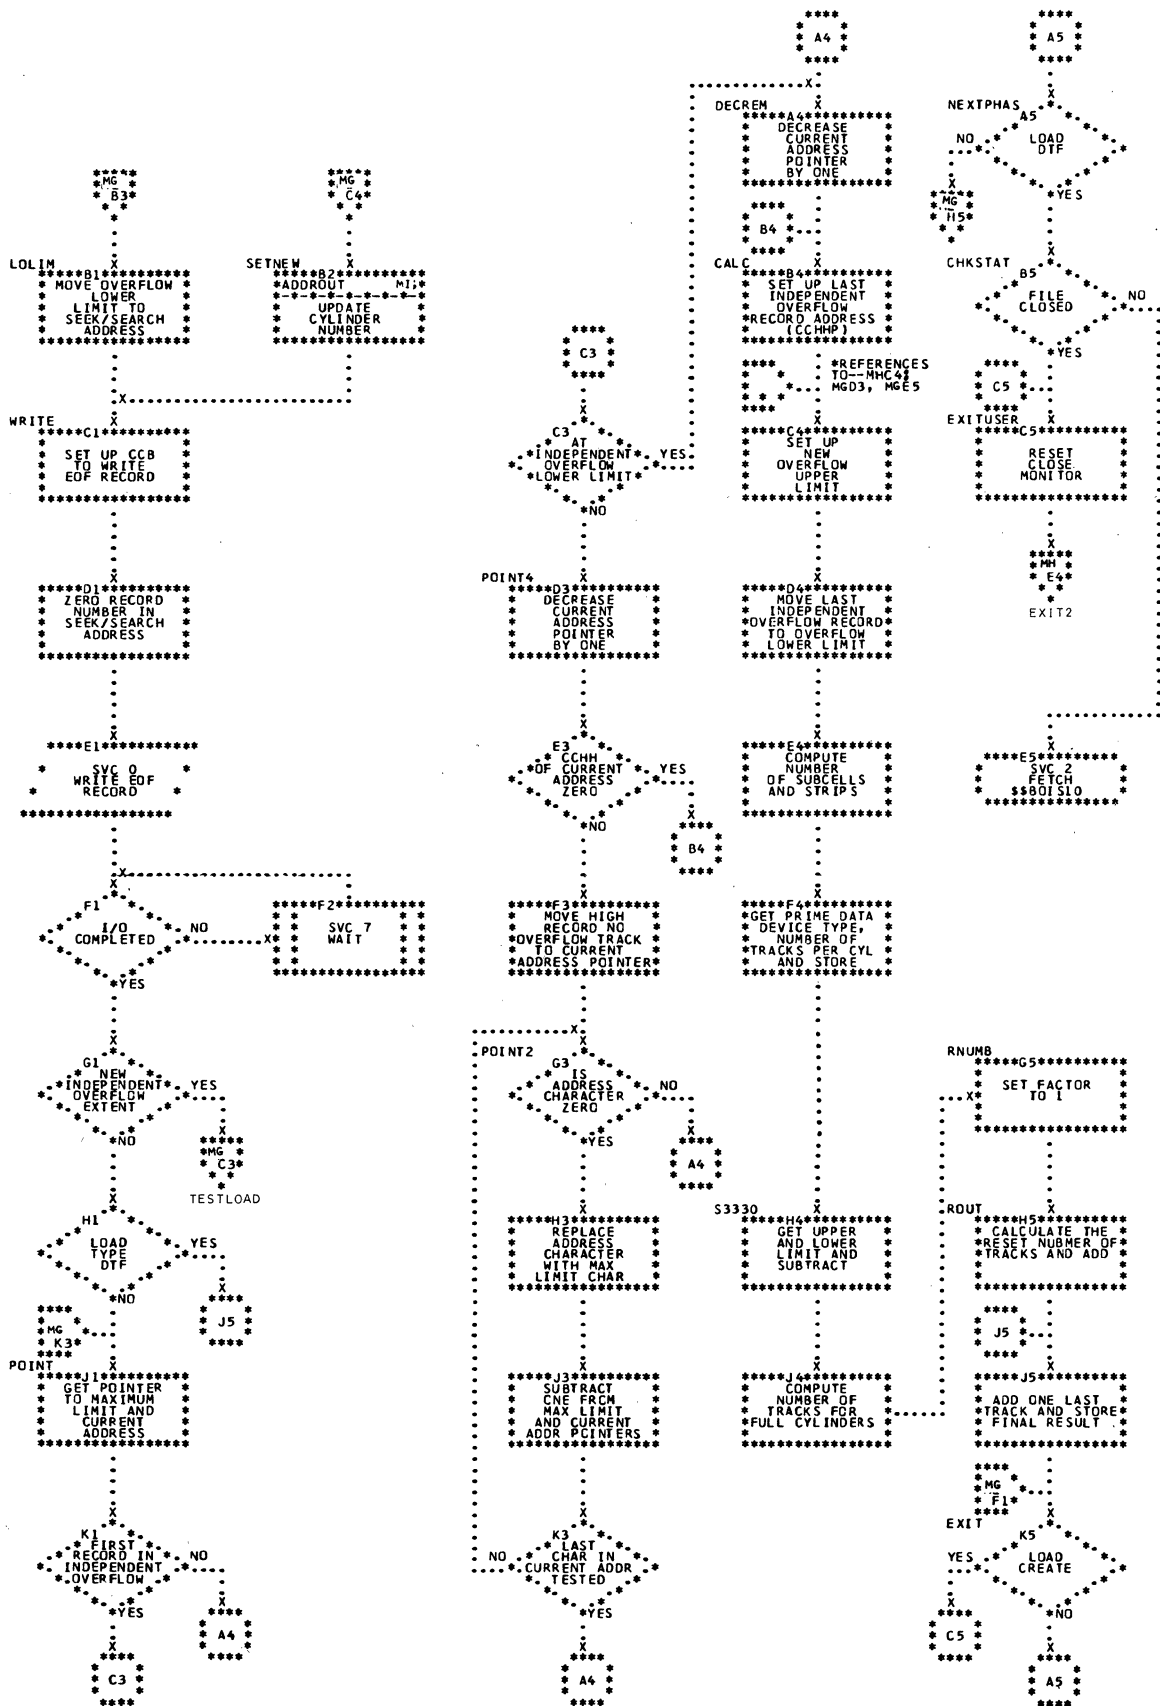 A4
A5
DECREM
A4
DECREASE
CURRENT
ADDRESS
POINTER
BY ONE
NEXTPHAS
A5
LOAD
DTF
NO
YES
MG
H5
MG
B3
MG
C4
B4
LOLIM
B1
MOVE OVERFLOW
LOWER
LIMIT TO
SEEK/SEARCH
ADDRESS
SETNEW
B2
ADDROUT
UPDATE
CYLINDER
NUMBER
CALC
B4
SET UP LAST
INDEPENDENT
OVERFLOW
RECORD ADDRESS
(CCHHP)
CHKSTAT
B5
FILE
CLOSED
NO
YES
C3
*REFERENCES
TO--MHC4;
MGD3, MGE5
C5
WRITE
C1
SET UP CCB
TO WRITE
EOF RECORD
C3
AT
INDEPENDENT
OVERFLOW
LOWER LIMIT
YES
NO
C4
SET UP
NEW
OVERFLOW
UPPER
LIMIT
EXITUSER
C5
RESET
CLOSE
MONITOR
MH
E4
EXIT2
D1
ZERO RECORD
NUMBER IN
SEEK/SEARCH
ADDRESS
POINT4
D3
DECREASE
CURRENT
ADDRESS
POINTER
BY ONE
D4
MOVE LAST
INDEPENDENT
OVERFLOW RECORD
TO OVERFLOW
LOWER LIMIT
E1
SVC 0
WRITE EOF
RECORD
E3
CCHH
OF CURRENT
ADDRESS
ZERO
YES
NO
B4
E4
COMPUTE
NUMBER
OF SUBCELLS
AND STRIPS
E5
SVC 2
FETCH
$$BOIS10
F1
I/O
COMPLETED
NO
YES
F2
SVC 7
WAIT
F3
MOVE HIGH
RECORD NO
OVERFLOW TRACK
TO CURRENT
ADDRESS POINTER
F4
GET PRIME DATA
DEVICE TYPE,
NUMBER OF
TRACKS PER CYL
AND STORE
G1
NEW
INDEPENDENT
OVERFLOW
EXTENT
YES
NO
MG
C3
TESTLOAD
POINT2
G3
IS
ADDRESS
CHARACTER
ZERO
NO
YES
A4
RNUMB
G5
SET FACTOR
TO 1
H1
LOAD
TYPE
DTF
YES
NO
J5
H3
REPLACE
ADDRESS
CHARACTER
WITH MAX
LIMIT CHAR
S3330
H4
GET UPPER
AND LOWER
LIMIT AND
SUBTRACT
ROUT
H5
CALCULATE THE
RESET NUBMER OF
TRACKS AND ADD
MG
K3
J5
POINT
J1
GET POINTER
TO MAXIMUM
LIMIT AND
CURRENT
ADDRESS
J3
SUBTRACT
CNE FRCM
MAX LIMIT
AND CURRENT
ADDR PCINTERS
J4
COMPUTE
NUMBER OF
TRACKS FOR
FULL CYLINDERS
J5
ADD ONE LAST
TRACK AND STORE
FINAL RESULT
MG
F1
K1
FIRST
RECORD IN
INDEPENDENT
OVERFLOW
NO
YES
A4
C3
K3
LAST
CHAR IN
CURRENT ADDR
TESTED
NO
YES
A4
EXIT
K5
LOAD
CREATE
YES
NO
C5
A5